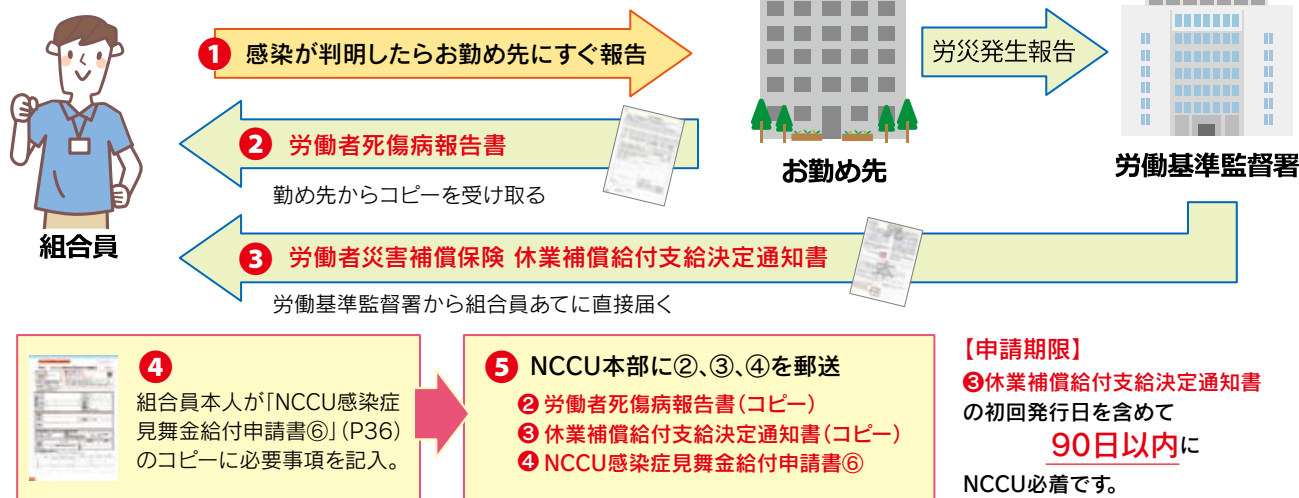 ❶ 感染が判明したらお勤め先にすぐ報告
労災発生報告
❷ 労働者死傷病報告書
勤め先からコピーを受け取る
お勤め先
労働基準監督署
組合員
❸ 労働者災害補償保険 休業補償給付支給決定通知書
労働基準監督署から組合員あてに直接届く
❹
組合員本人が「NCCU感染症
見舞金給付申請書⑥」(P36)
のコピーに必要事項を記入。
❺ NCCU本部に②、③、④を郵送
❷労働者死傷病報告書(コピー)
❸休業補償給付支給決定通知書(コピー)
❹NCCU感染症見舞金給付申請書⑥
【申請期限】
❸休業補償給付支給決定通知書
の初回発行日を含めて
90日以内に
NCCU必着です。